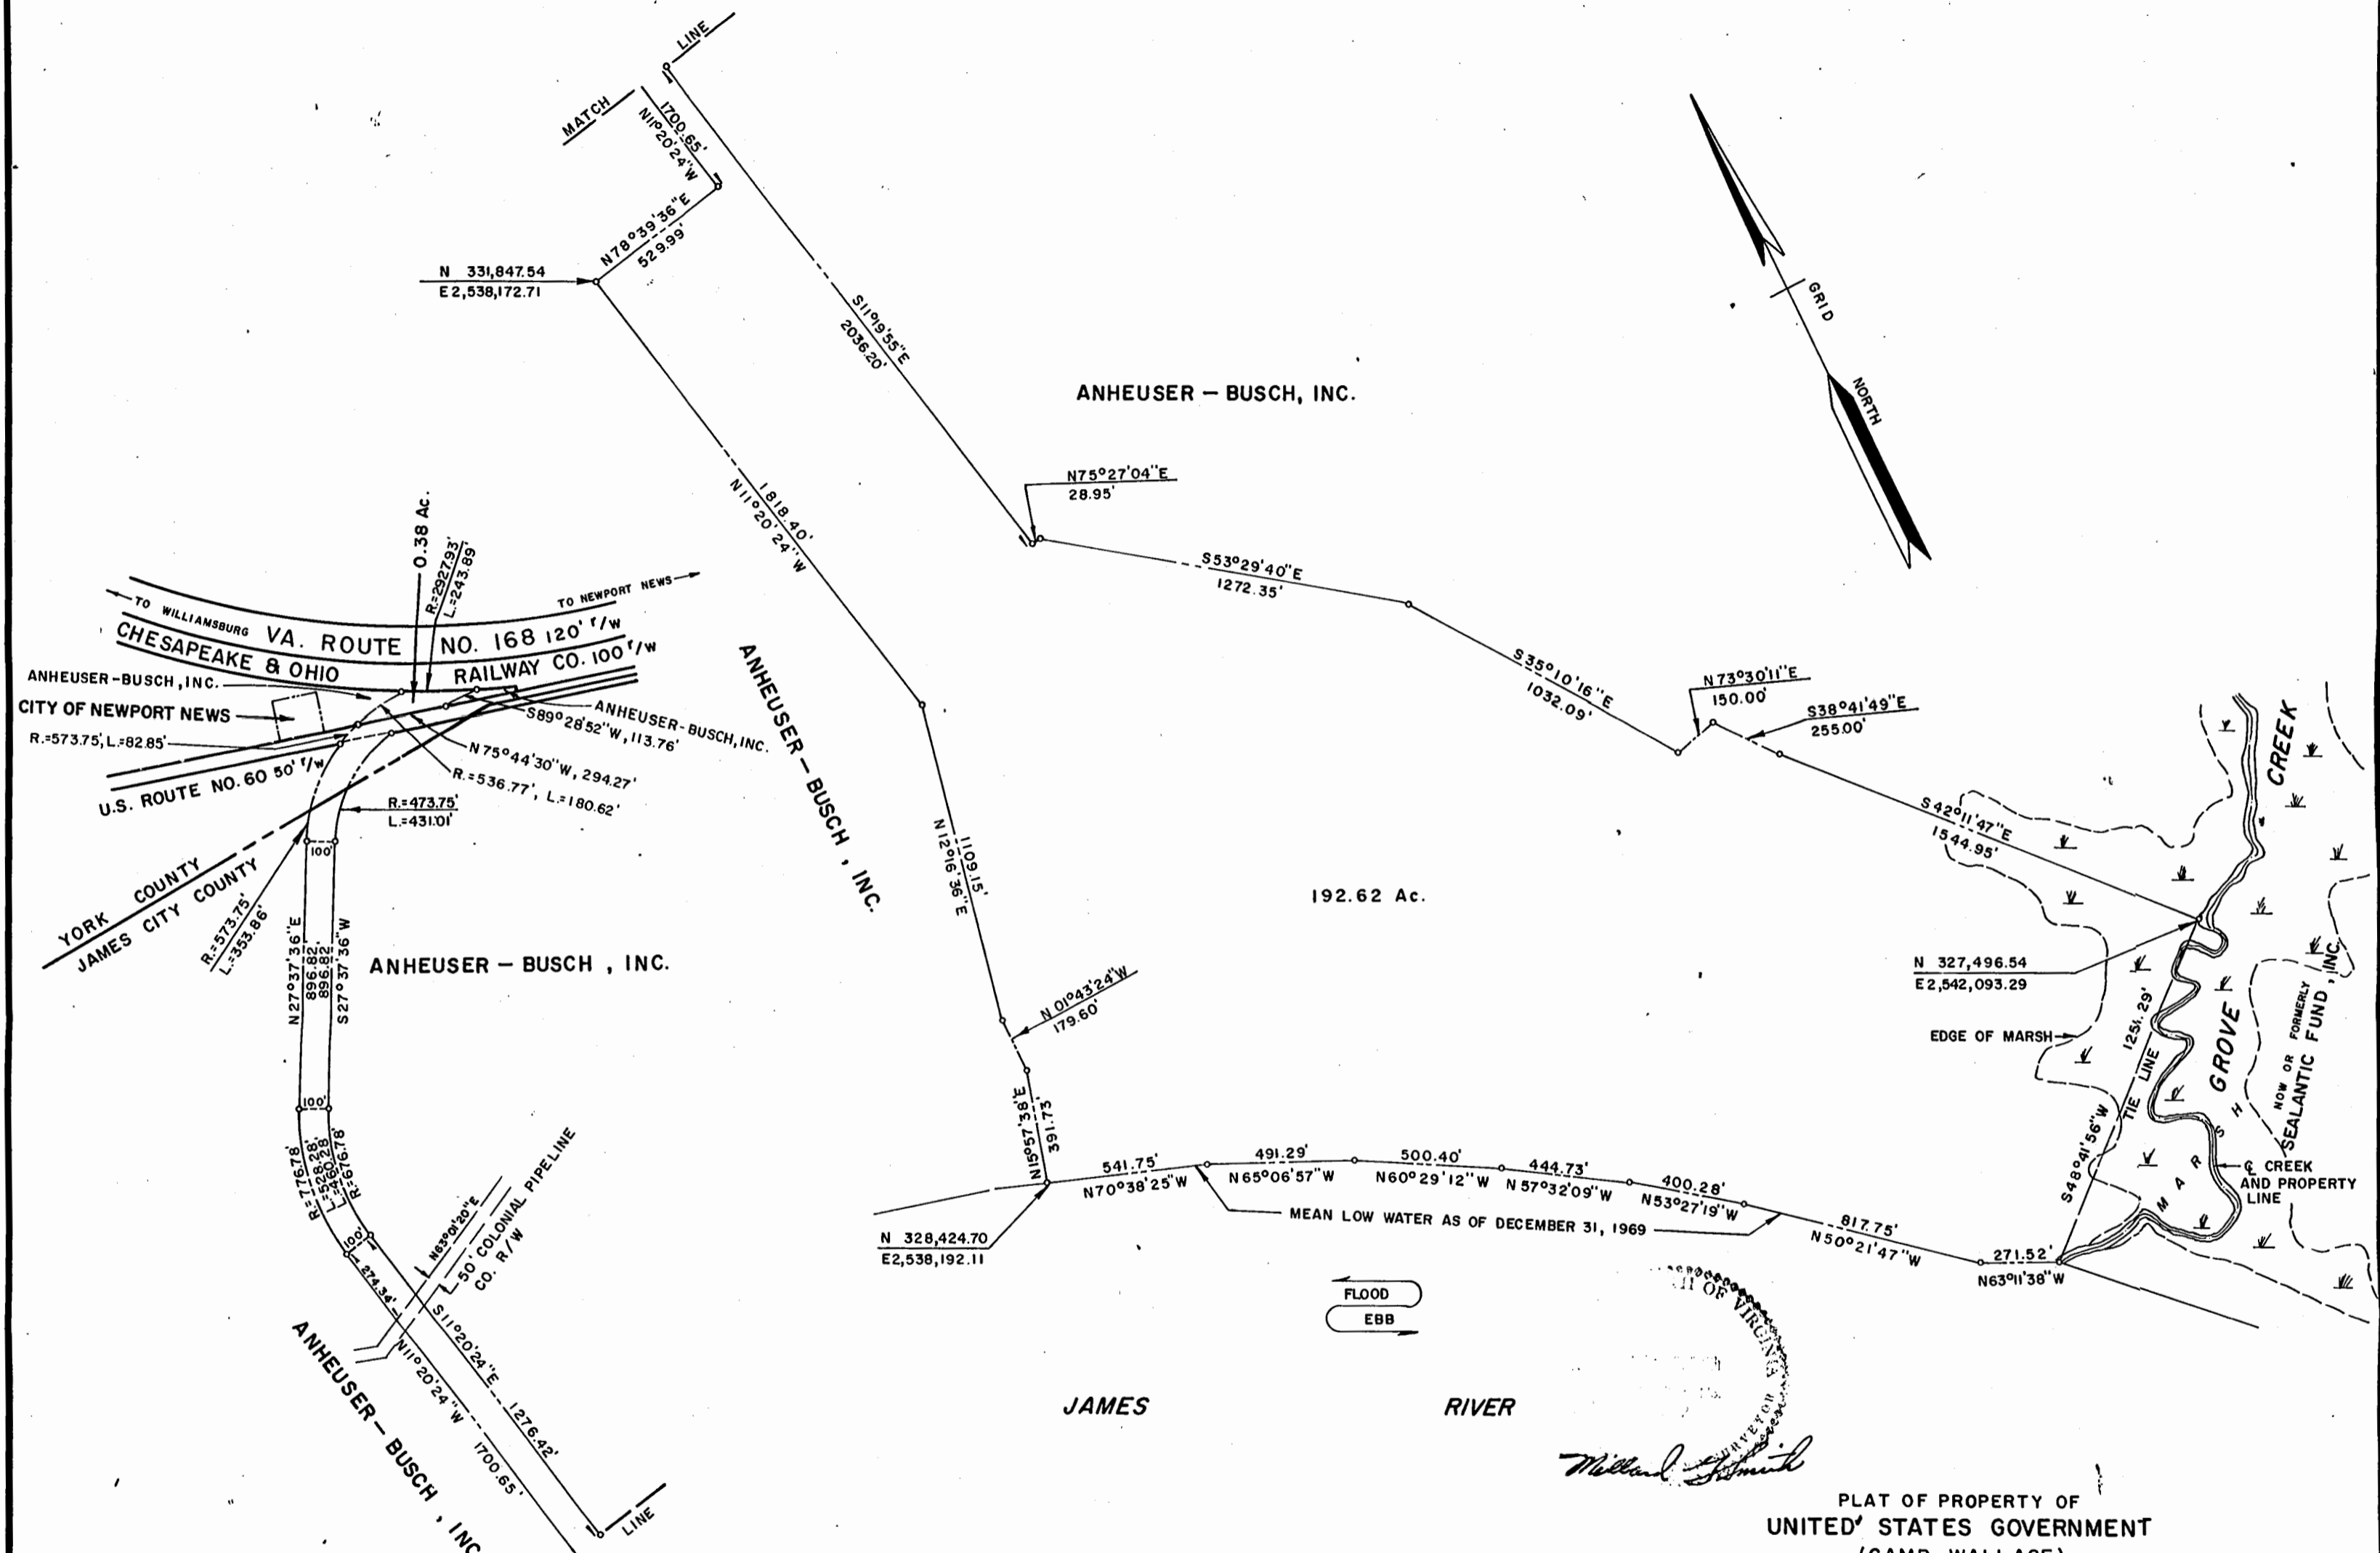 LINE
MATCH
1700.65'
N11°20'24"W
N78°39'36"E
529.99'
N 331,847.54
E 2,538,172.71
S11°19'55"E
2036.20'
GRID
NORTH
ANHEUSER – BUSCH, INC.
N75°27'04"E
28.95'
1818.40'
N11°20'24"W
S53°29'40"E
1272.35'
S35°10'16"E
1032.09'
N73°30'11"E
150.00'
S38°41'49"E
255.00'
S42°11'47"E
1544.95'
0.38 Ac.
R.=2927.93'
L.=243.89'
TO WILLIAMSBURG
TO NEWPORT NEWS
VA. ROUTE NO. 168 120' r/w
CHESAPEAKE & OHIO RAILWAY CO. 100' r/w
ANHEUSER-BUSCH, INC.
CITY OF NEWPORT NEWS
R.=573.75', L.=82.85'
U.S. ROUTE NO. 60 50' r/w
ANHEUSER-BUSCH, INC.
S89°28'52"W, 113.76'
N75°44'30"W, 294.27'
R.=536.77', L.=180.62'
R.=473.75'
L.=431.01'
100'
YORK COUNTY
JAMES CITY COUNTY
R.=573.75'
L.=353.86'
N27°37'36"E
896.82'
896.82'
S27°37'36"W
ANHEUSER – BUSCH , INC.
ANHEUSER – BUSCH , INC.
N12°16'36"E
1109.15'
192.62 Ac.
N01°43'24"W
179.60'
N15°57'38"E
391.73'
CREEK
GROVE
MARSH
N 327,496.54
E 2,542,093.29
EDGE OF MARSH
1251.29'
TIE LINE
S48°41'56"W
NOW OR FORMERLY
SEALANTIC FUND, INC.
℄ CREEK
AND PROPERTY
LINE
100'
R.=776.78'
L.=528.28'
L.=460.28'
R.=676.78'
100'
274.34'
N63°01'20"E
50' COLONIAL PIPELINE
CO. R/W
S11°20'24"E
1276.42'
N11°20'24"W
1700.65'
ANHEUSER – BUSCH , INC
LINE
541.75'
N70°38'25"W
491.29'
N65°06'57"W
500.40'
N60°29'12"W
444.73'
N57°32'09"W
400.28'
N53°27'19"W
817.75'
N50°21'47"W
271.52'
N63°11'38"W
MEAN LOW WATER AS OF DECEMBER 31, 1969
N 328,424.70
E2,538,192.11
FLOOD
EBB
JAMES RIVER
OF VIRGINIA
Millard Smith
PLAT OF PROPERTY OF
UNITED STATES GOVERNMENT
(CAMP WALLACE)